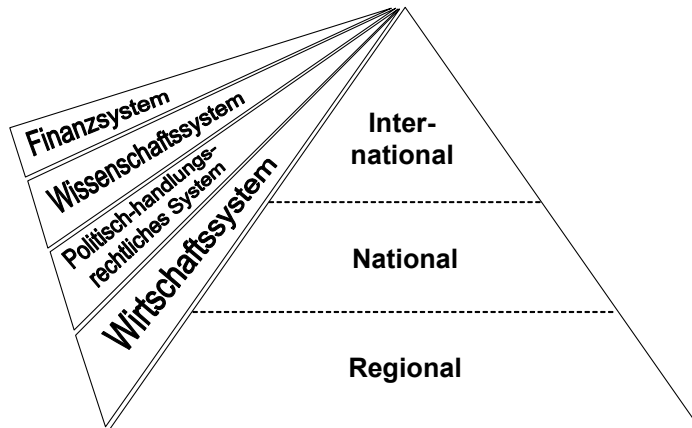 Finanzsystem
Wissenschaftssystem
Politisch-handlungs-
rechtliches System
Wirtschaftssystem
Inter-
national
National
Regional